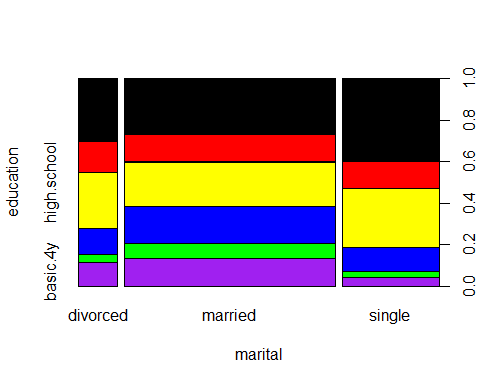 education
high.school
basic.4y
1.0
0.8
0.6
0.4
0.2
0.0
divorced married single
marital